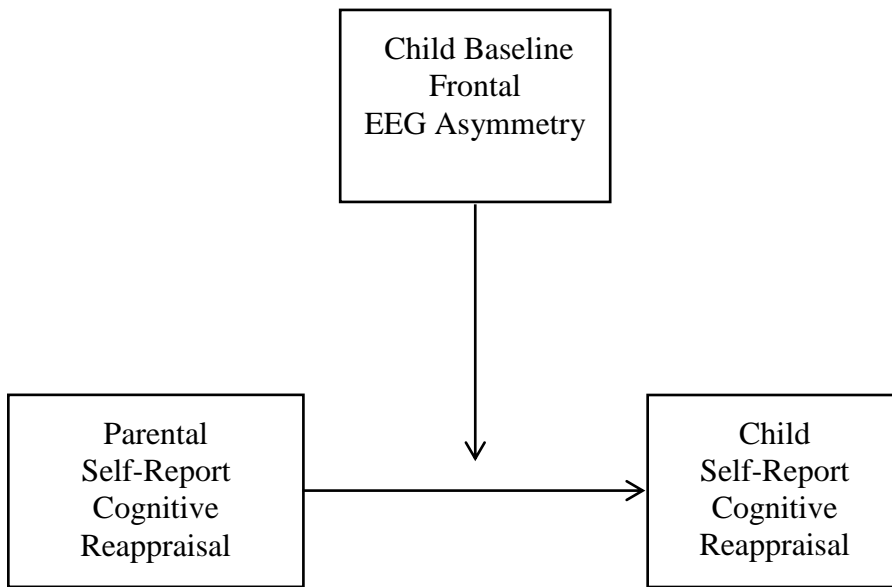 Child Baseline
Frontal
EEG Asymmetry
Parental
Self-Report
Cognitive
Reappraisal
Child
Self-Report
Cognitive
Reappraisal